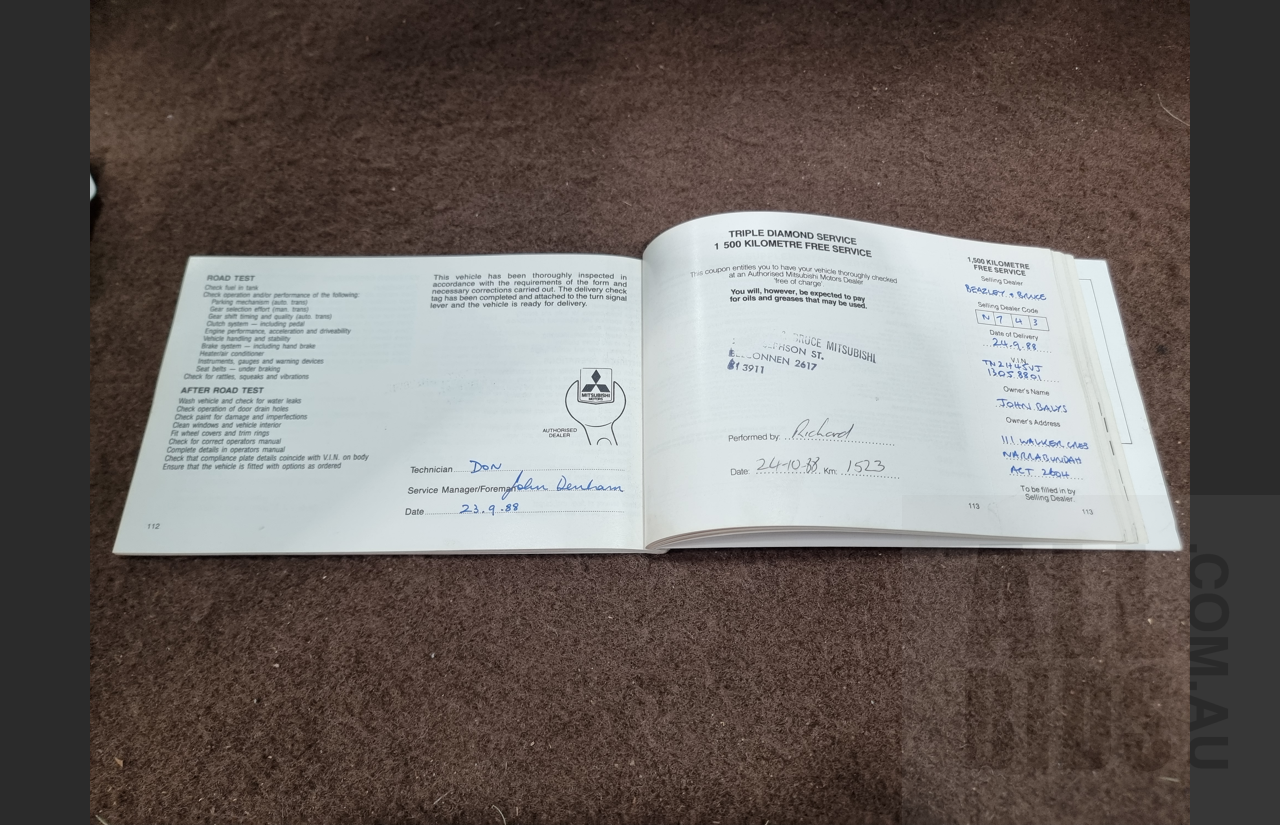 ROAD TEST
Check fuel in tank
Check operation and/or performance of the following:
Parking mechanism (auto. trans)
Gear selection effort (man. trans)
Gear shift timing and quality (auto. trans)
Clutch system — including pedal
Engine performance, acceleration and driveability
Vehicle handling and stability
Brake system — including hand brake
Heater/air conditioner
Instruments, gauges and warning devices
Seat belts — under braking
Check for rattles, squeaks and vibrations
AFTER ROAD TEST
Wash vehicle and check for water leaks
Check operation of door drain holes
Check paint for damage and imperfections
Clean windows and vehicle interior
Fit wheel covers and trim rings
Check for correct operators manual
Complete details in operators manual
Check that compliance plate details coincide with V.I.N. on body
Ensure that the vehicle is fitted with options as ordered
112
This vehicle has been thoroughly inspected in
accordance with the requirements of the form and
necessary corrections carried out. The delivery check
tag has been completed and attached to the turn signal
lever and the vehicle is ready for delivery.
MITSUBISHI
MOTORS
AUTHORISED
DEALER
Technician DON
Service Manager/Foreman John Denham
Date 23.9.88
TRIPLE DIAMOND SERVICE
1 500 KILOMETRE FREE SERVICE
This coupon entitles you to have your vehicle thoroughly checked
at an Authorised Mitsubishi Motors Dealer
'free of charge'
You will, however, be expected to pay
for oils and greases that may be used.
BRUCE MITSUBISHI
ST.
ONNEN 2617
3911
Performed by: Richard
Date: 24-10-88 Km: 1523
113
1,500 KILOMETRE
FREE SERVICE
Selling Dealer
BEAZLEY & BRUCE
Selling Dealer Code
N 7 4 3
Date of Delivery
24.9.88
V.I.N.
Owner's Name
JOHN BALYS
Owner's Address
111 WALKER CRES
NARRABUNDAH
ACT 2604
To be filled in by
Selling Dealer.
113
ALL
BIDS
.COM.AU